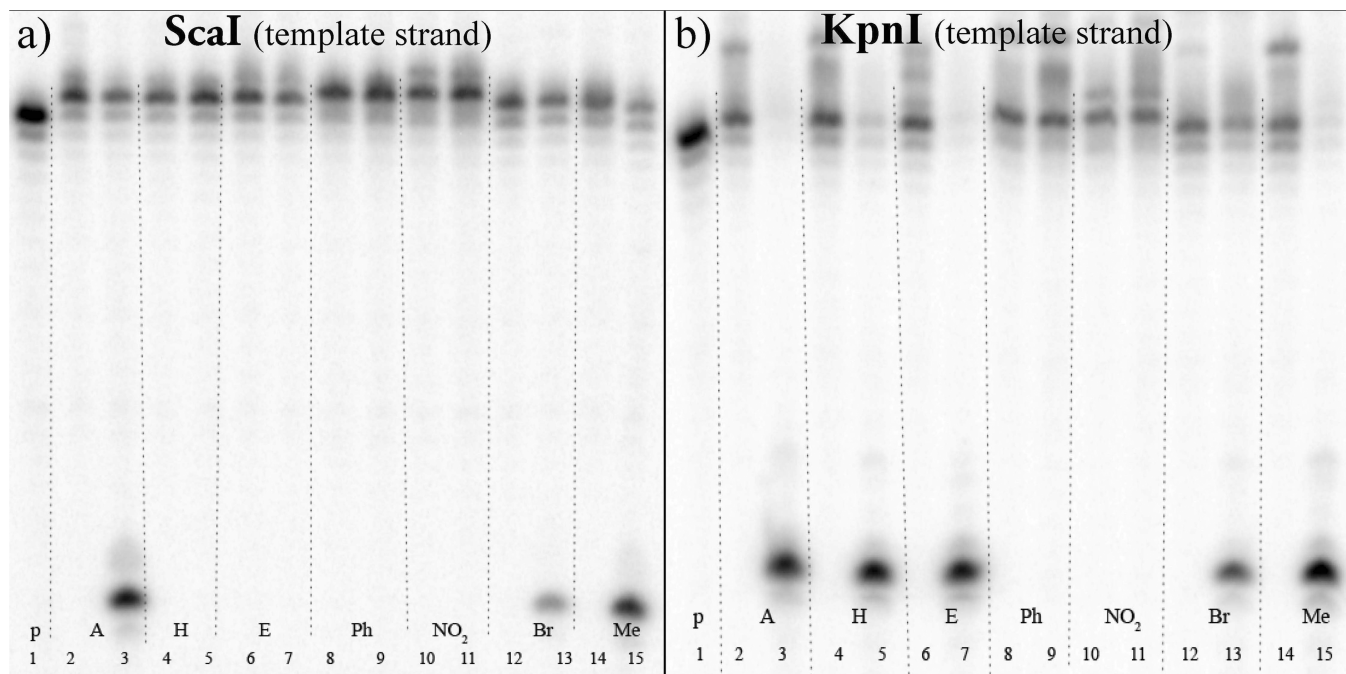 a) ScaI (template strand)
p A H E Ph NO₂ Br Me
1 2 3 4 5 6 7 8 9 10 11 12 13 14 15
b) KpnI (template strand)
p A H E Ph NO₂ Br Me
1 2 3 4 5 6 7 8 9 10 11 12 13 14 15